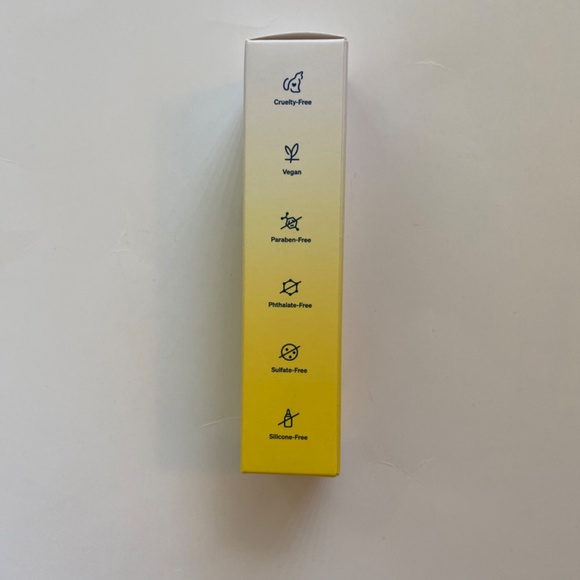 Cruelty-Free
Vegan
Paraben-Free
Phthalate-Free
Sulfate-Free
Silicone-Free